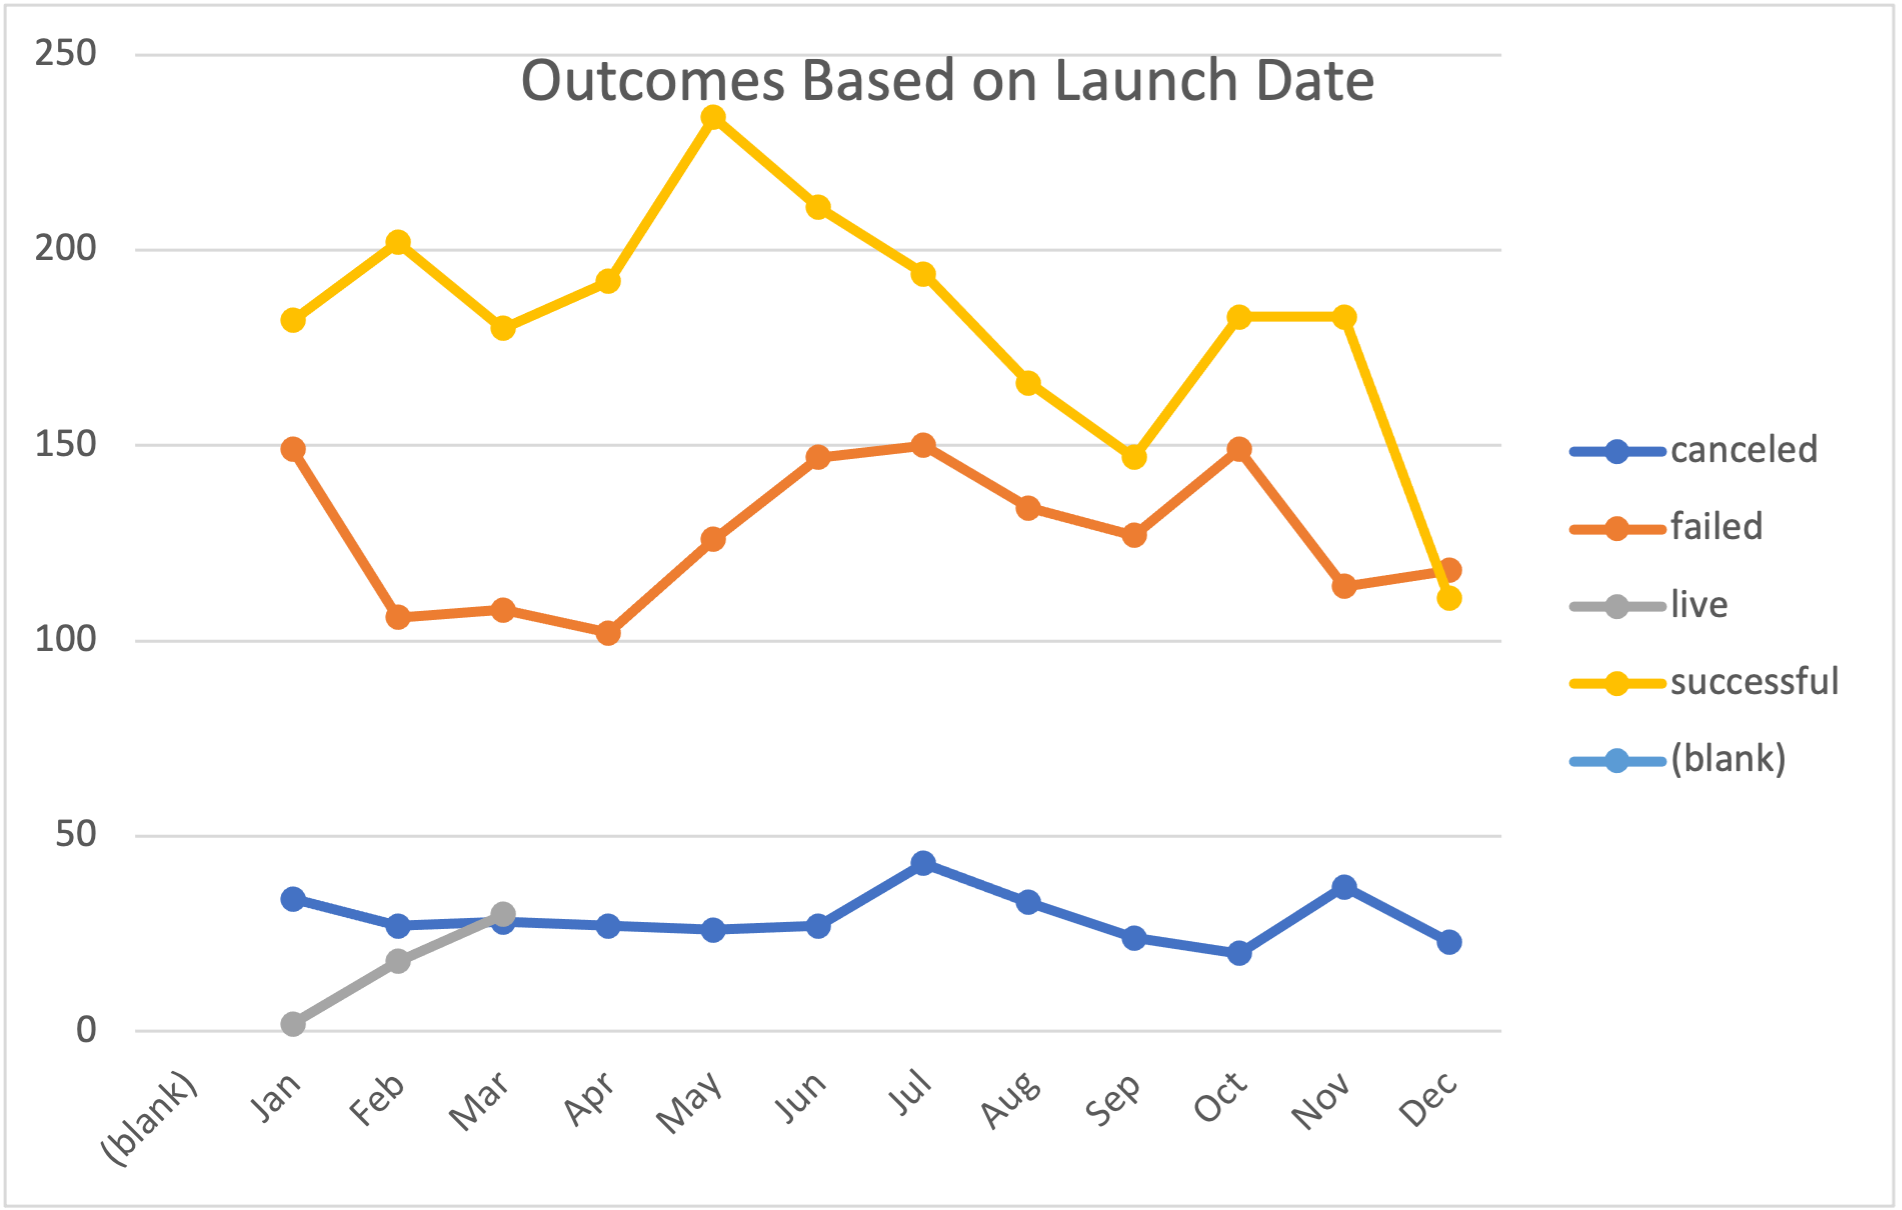 Outcomes Based on Launch Date
250
200
150
100
50
0
(blank)
Jan
Feb
Mar
Apr
May
Jun
Jul
Aug
Sep
Oct
Nov
Dec
canceled
failed
live
successful
(blank)